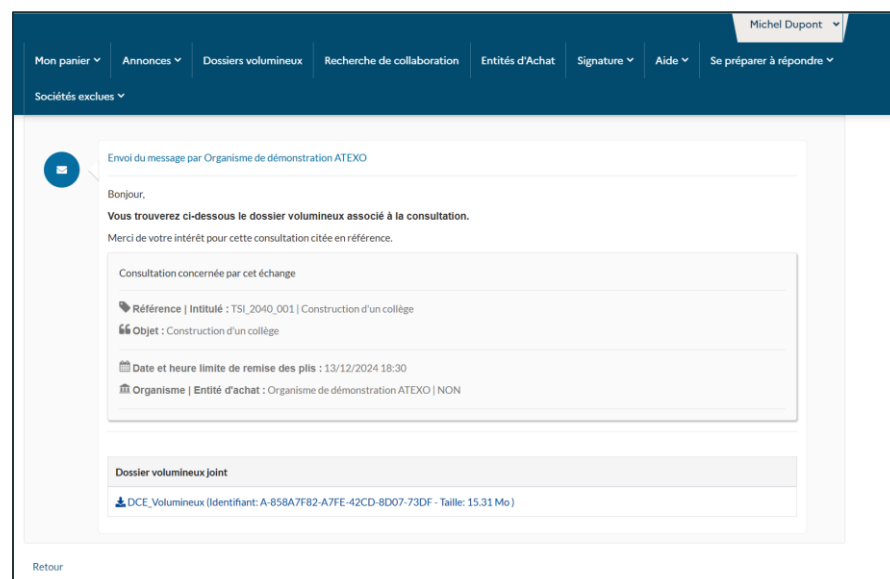 Michel Dupont
Mon panier Annonces Dossiers volumineux Recherche de collaboration Entités d'Achat Signature Aide Se préparer à répondre
Sociétés exclues
Envoi du message par Organisme de démonstration ATEXO
Bonjour,
Vous trouverez ci-dessous le dossier volumineux associé à la consultation.
Merci de votre intérêt pour cette consultation citée en référence.
Consultation concernée par cet échange
Référence | Intitulé : TSI_2040_001 | Construction d'un collège
Objet : Construction d'un collège
Date et heure limite de remise des plis : 13/12/2024 18:30
Organisme | Entité d'achat : Organisme de démonstration ATEXO | NON
Dossier volumineux joint
DCE_Volumineux (Identifiant: A-858A7F82-A7FE-42CD-8D07-73DF - Taille: 15.31 Mo )
Retour